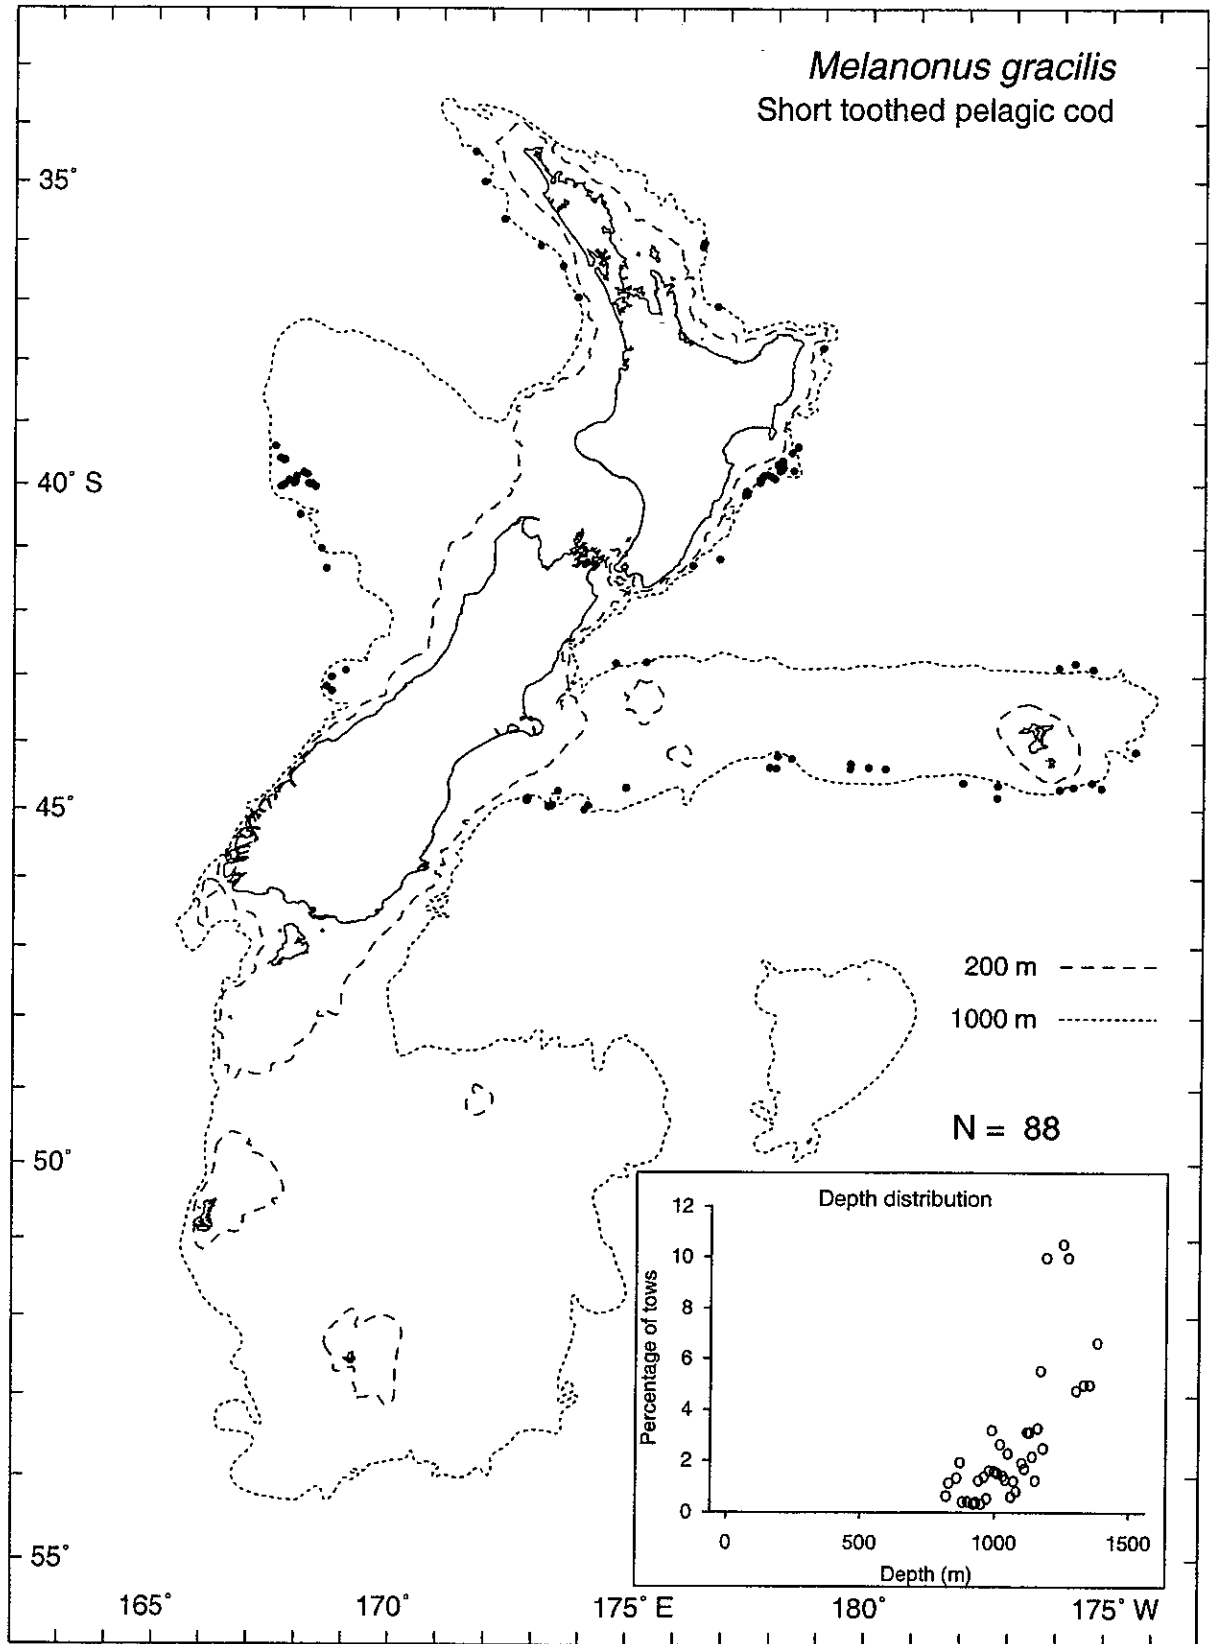 Melanonus gracilis
Short toothed pelagic cod
35°
40° S
45°
50°
55°
200 m
1000 m
N = 88
Depth distribution
12
10
8
6
4
2
0
Percentage of tows
0 500 1000 1500
Depth (m)
165° 170° 175° E 180° 175° W